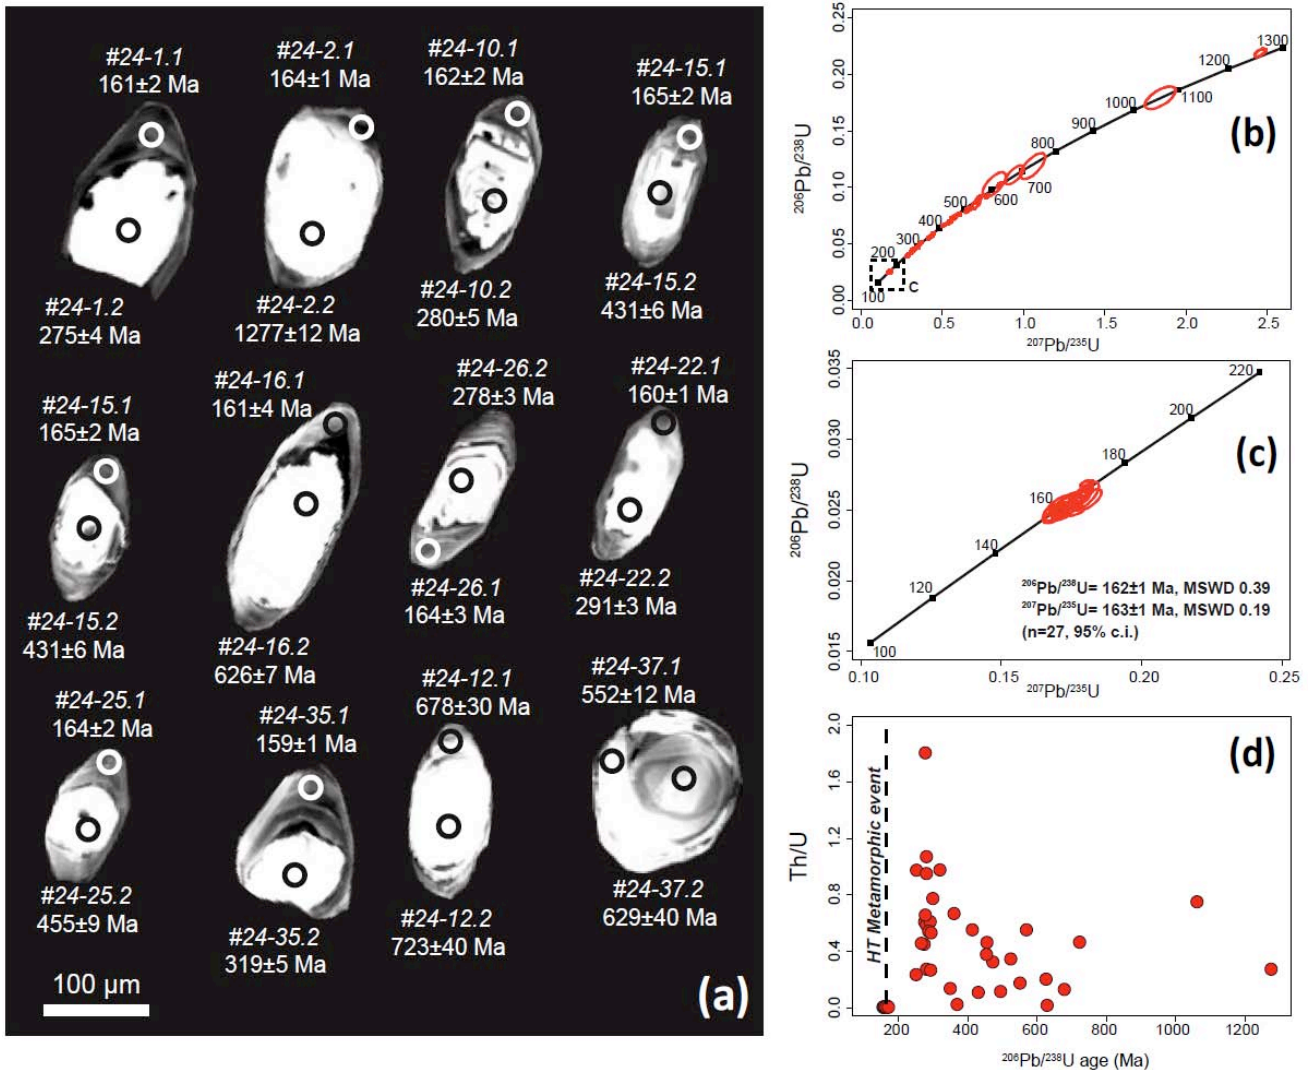 #24-1.1
161±2 Ma
#24-2.1
164±1 Ma
#24-10.1
162±2 Ma
#24-15.1
165±2 Ma
#24-1.2
275±4 Ma
#24-2.2
1277±12 Ma
#24-10.2
280±5 Ma
#24-15.2
431±6 Ma
#24-15.1
165±2 Ma
#24-16.1
161±4 Ma
#24-26.2
278±3 Ma
#24-22.1
160±1 Ma
#24-15.2
431±6 Ma
#24-16.2
626±7 Ma
#24-26.1
164±3 Ma
#24-22.2
291±3 Ma
#24-25.1
164±2 Ma
#24-35.1
159±1 Ma
#24-12.1
678±30 Ma
#24-37.1
552±12 Ma
#24-25.2
455±9 Ma
#24-35.2
319±5 Ma
#24-12.2
723±40 Ma
#24-37.2
629±40 Ma
100 µm
(a)
(b)
²⁰⁶Pb/²³⁸U
0.25
0.20
0.15
0.10
0.05
0.00
1300
1200
1100
1000
900
800
700
600
500
400
300
200
100
c
0.0 0.5 1.0 1.5 2.0 2.5
²⁰⁷Pb/²³⁵U
(c)
²⁰⁶Pb/²³⁸U
0.035
0.030
0.025
0.020
0.015
220
200
180
160
140
120
100
²⁰⁶Pb/²³⁸U= 162±1 Ma, MSWD 0.39
²⁰⁷Pb/²³⁵U= 163±1 Ma, MSWD 0.19
(n=27, 95% c.i.)
0.10 0.15 0.20 0.25
²⁰⁷Pb/²³⁵U
(d)
Th/U
2.0
1.6
1.2
0.8
0.4
0.0
HT Metamorphic event
200 400 600 800 1000 1200
²⁰⁶Pb/²³⁸U age (Ma)